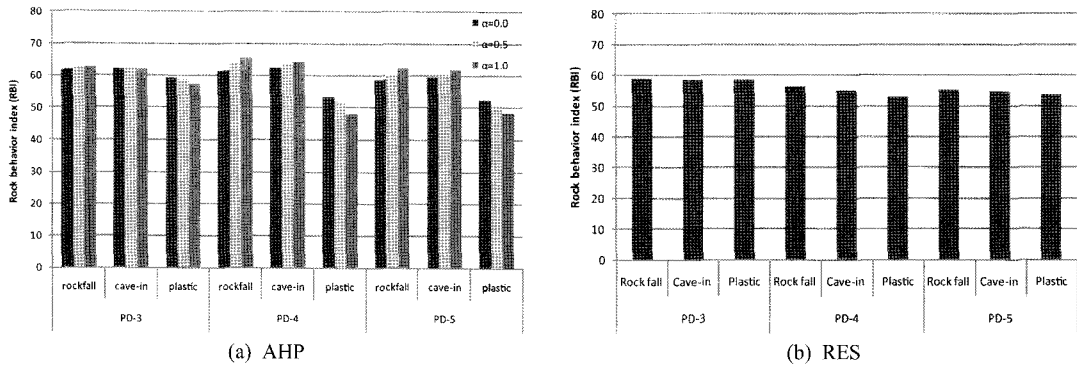 80
70
60
50
40
30
20
10
0
Rock behavior index (RBI)
α=0.0
α=0.5
α=1.0
rockfall cave-in plastic rockfall cave-in plastic rockfall cave-in plastic
PD-3 PD-4 PD-5
(a) AHP
80
70
60
50
40
30
20
10
0
Rock behavior index (RBI)
Rock fall Cave-in Plastic Rock fall Cave-in Plastic Rock fall Cave-in Plastic
PD-3 PD-4 PD-5
(b) RES